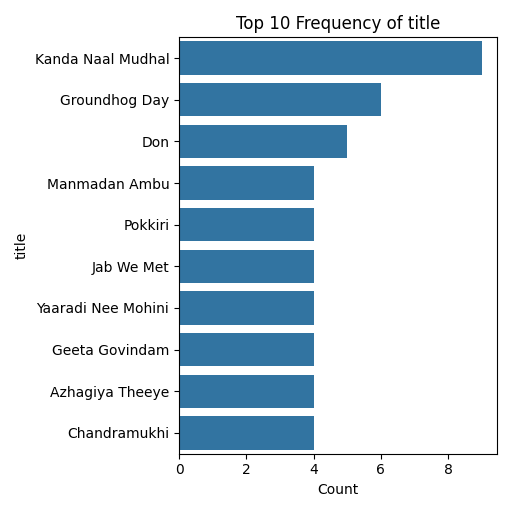 Top 10 Frequency of title
Kanda Naal Mudhal
Groundhog Day
Don
Manmadan Ambu
Pokkiri
Jab We Met
Yaaradi Nee Mohini
Geeta Govindam
Azhagiya Theeye
Chandramukhi
title
0 2 4 6 8
Count